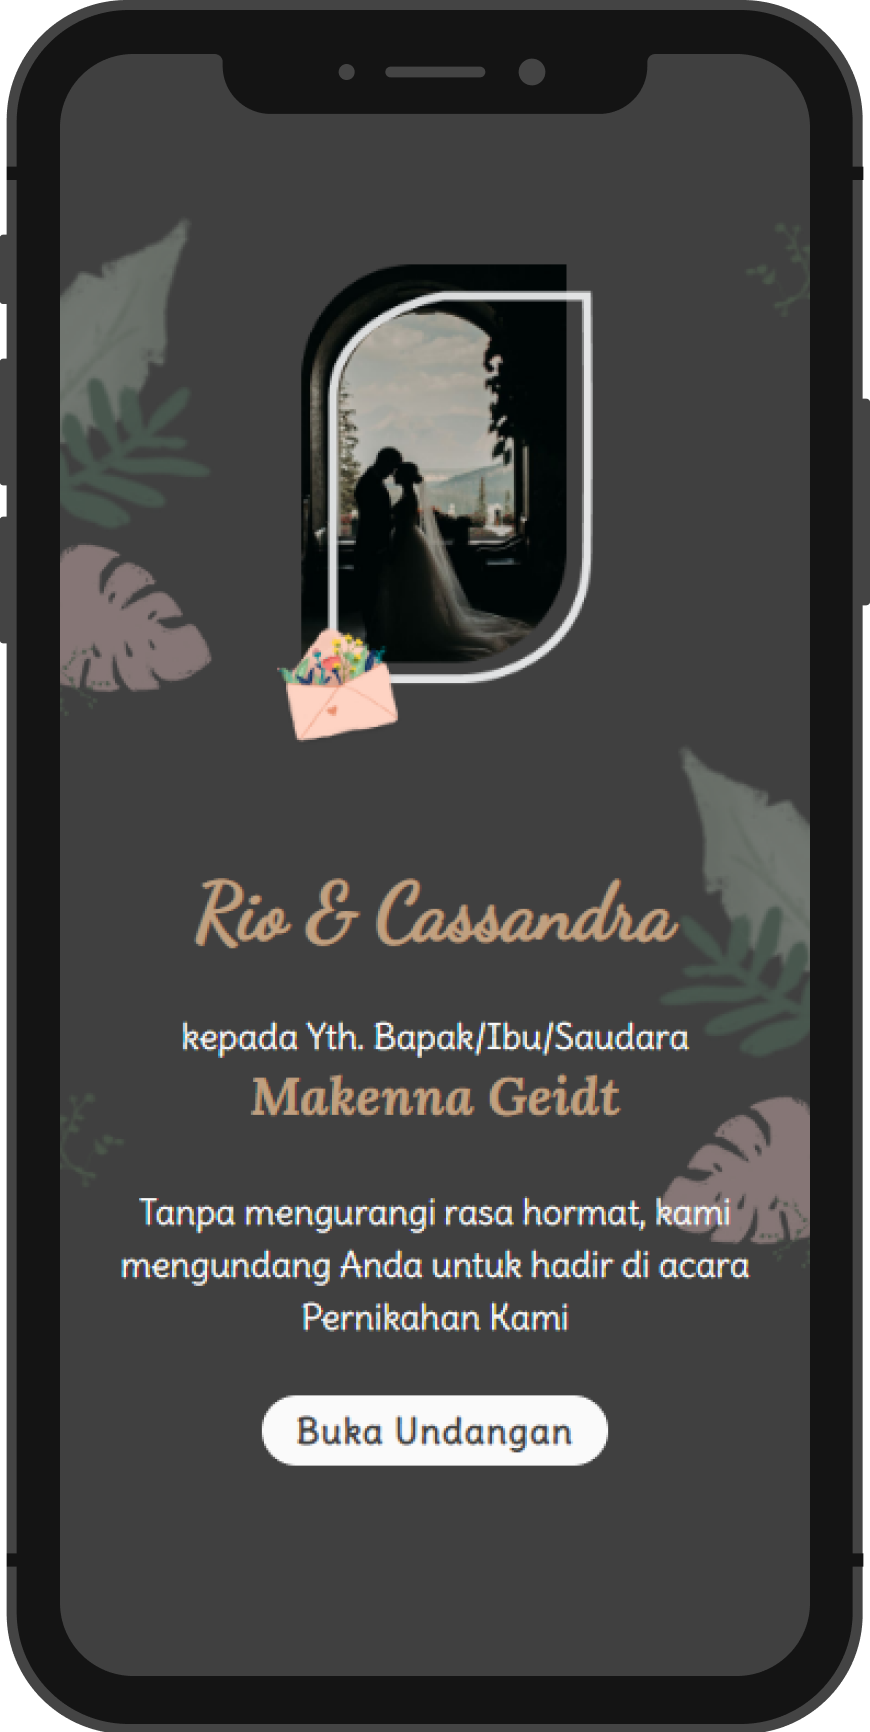 Rio & Cassandra
kepada Yth. Bapak/Ibu/Saudara
Makenna Geidt
Tanpa mengurangi rasa hormat, kami
mengundang Anda untuk hadir di acara
Pernikahan Kami
Buka Undangan